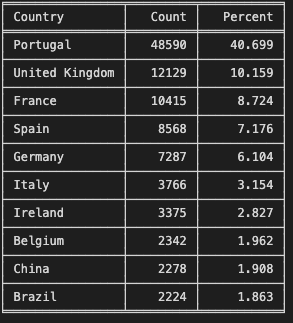 Country Count Percent
Portugal 48590 40.699
United Kingdom 12129 10.159
France 10415 8.724
Spain 8568 7.176
Germany 7287 6.104
Italy 3766 3.154
Ireland 3375 2.827
Belgium 2342 1.962
China 2278 1.908
Brazil 2224 1.863